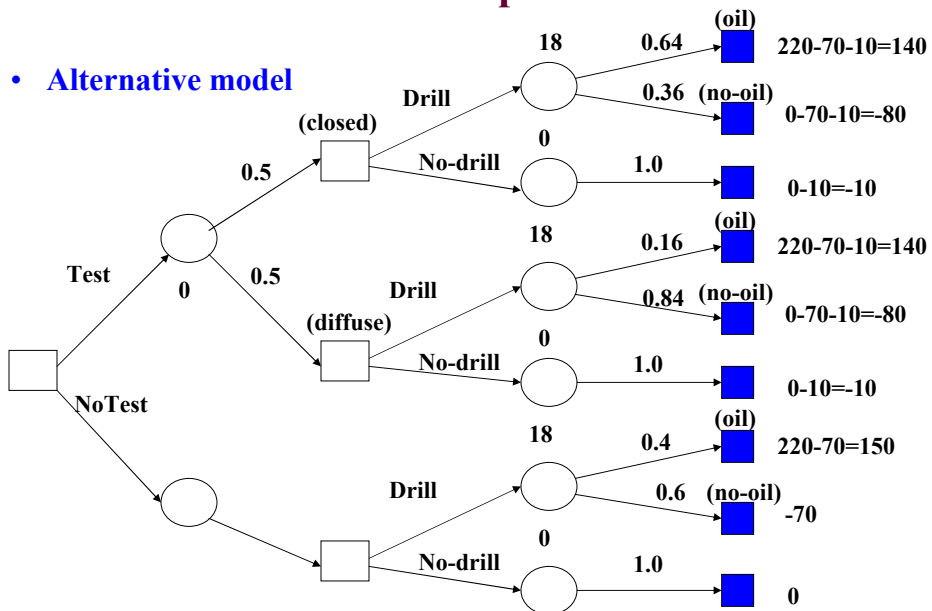 (oil)
18
0.64
220-70-10=140
• Alternative model
Drill
0.36
(no-oil)
0-70-10=-80
(closed)
0
No-drill
1.0
0.5
0-10=-10
(oil)
18
0.16
220-70-10=140
Test
0.5
Drill
0
0.84
(no-oil)
0-70-10=-80
(diffuse)
0
No-drill
1.0
0-10=-10
NoTest
(oil)
18
0.4
220-70=150
Drill
0.6
(no-oil)
-70
0
No-drill
1.0
0